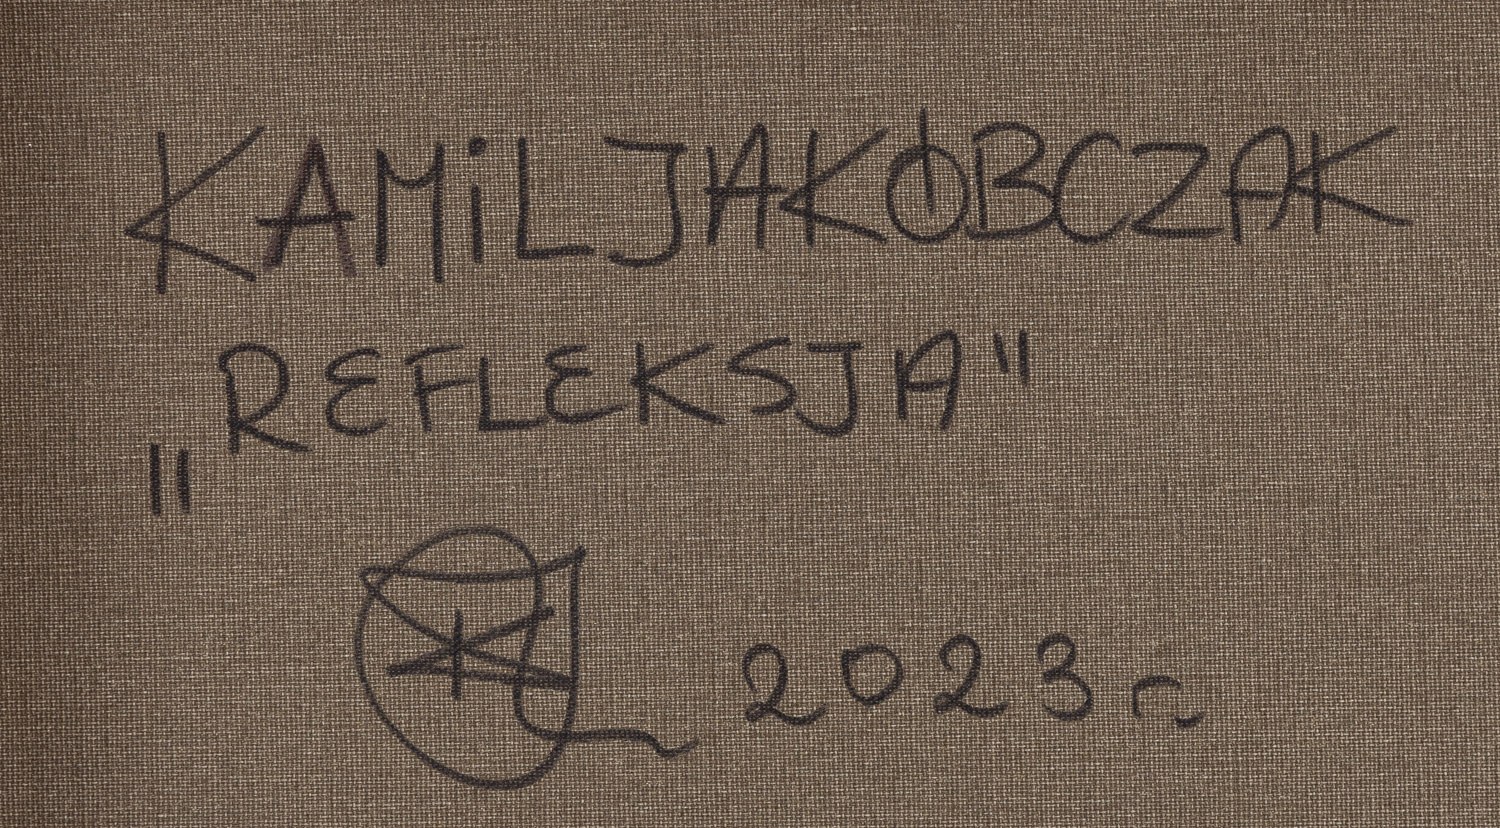 KAMiL JAKÓBCZAK
"REFLEKSJA"
2023r.